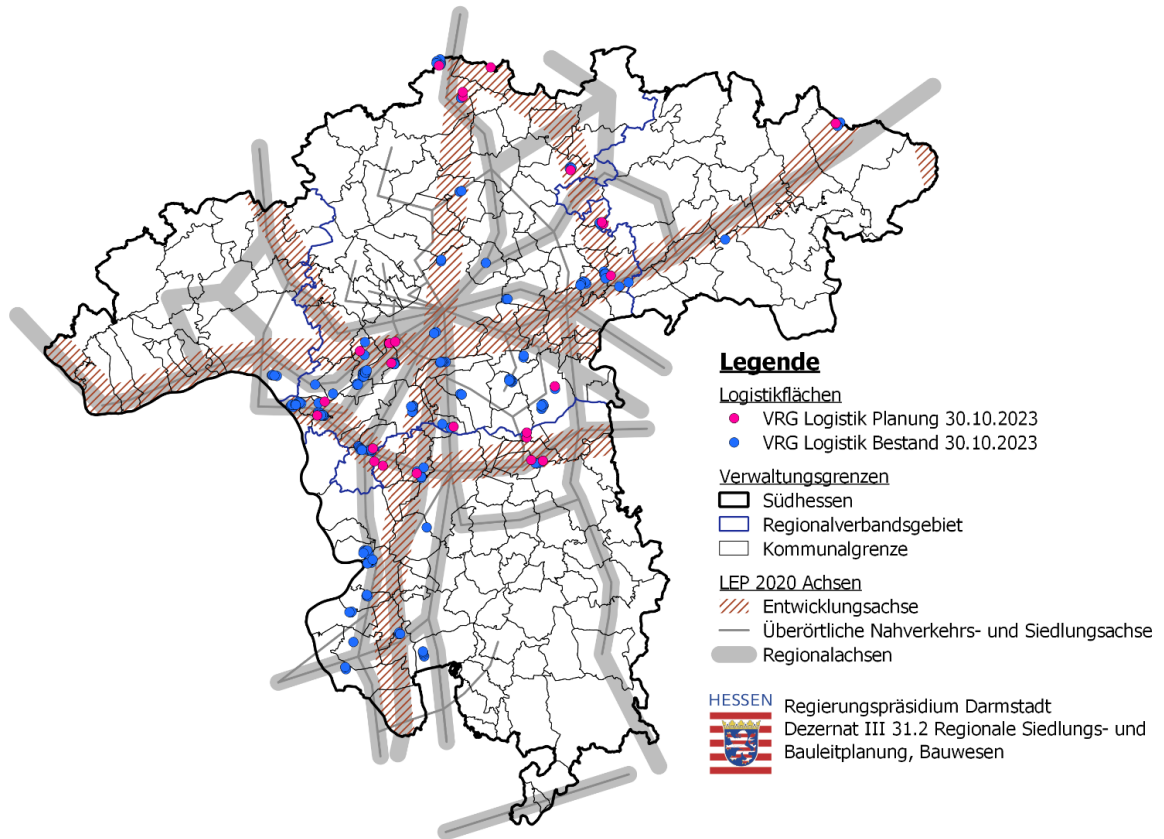 Legende
Logistikflächen
VRG Logistik Planung 30.10.2023
VRG Logistik Bestand 30.10.2023
Verwaltungsgrenzen
Südhessen
Regionalverbandsgebiet
Kommunalgrenze
LEP 2020 Achsen
Entwicklungsachse
Überörtliche Nahverkehrs- und Siedlungsachse
Regionalachsen
HESSEN
Regierungspräsidium Darmstadt
Dezernat III 31.2 Regionale Siedlungs- und
Bauleitplanung, Bauwesen